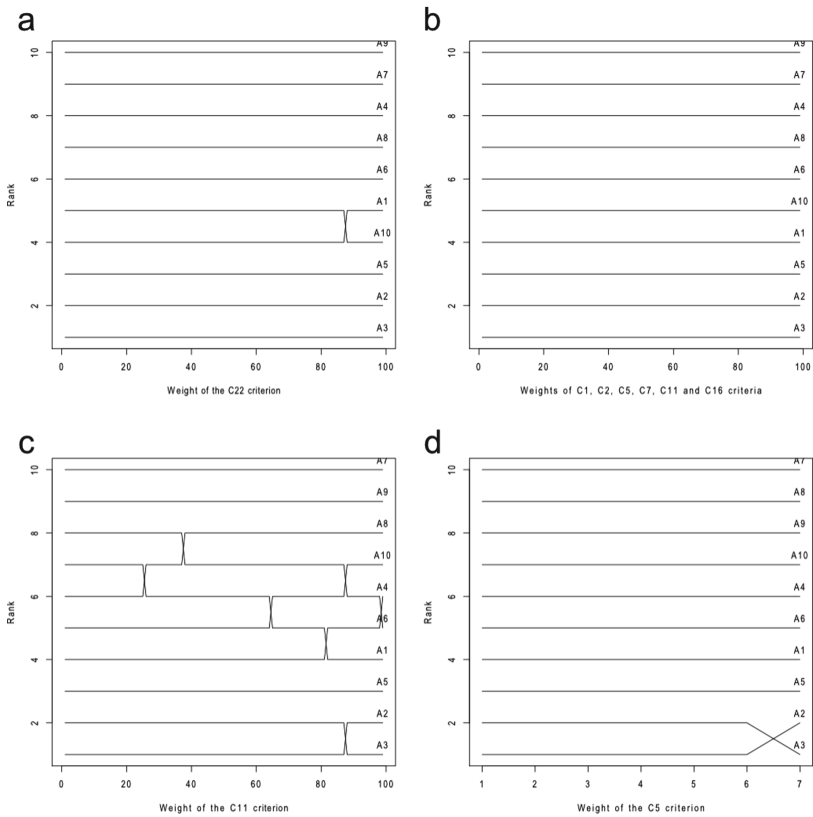 a
b
A9
A7
A4
A8
A6
A1
A10
A5
A2
A3
10
8
6
4
2
Rank
0 20 40 60 80 100
Weight of the C22 criterion
A9
A7
A4
A8
A6
A10
A1
A5
A2
A3
10
8
6
4
2
Rank
0 20 40 60 80 100
Weights of C1, C2, C5, C7, C11 and C16 criteria
c
d
A7
A9
A8
A10
A4
A6
A1
A5
A2
A3
10
8
6
4
2
Rank
0 20 40 60 80 100
Weight of the C11 criterion
A7
A8
A9
A10
A4
A6
A1
A5
A2
A3
10
8
6
4
2
Rank
1 2 3 4 5 6 7
Weight of the C5 criterion